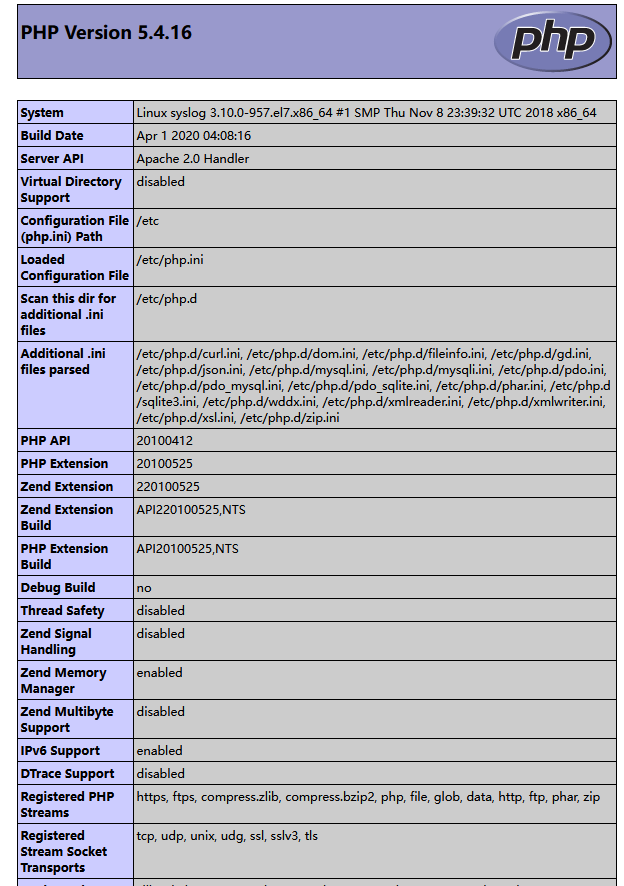 PHP Version 5.4.16
php
System Linux syslog 3.10.0-957.el7.x86_64 #1 SMP Thu Nov 8 23:39:32 UTC 2018 x86_64
Build Date Apr 1 2020 04:08:16
Server API Apache 2.0 Handler
Virtual Directory disabled
Support
Configuration File /etc
(php.ini) Path
Loaded /etc/php.ini
Configuration File
Scan this dir for /etc/php.d
additional .ini
files
Additional .ini /etc/php.d/curl.ini, /etc/php.d/dom.ini, /etc/php.d/fileinfo.ini, /etc/php.d/gd.ini,
files parsed /etc/php.d/json.ini, /etc/php.d/mysql.ini, /etc/php.d/mysqli.ini, /etc/php.d/pdo.ini,
/etc/php.d/pdo_mysql.ini, /etc/php.d/pdo_sqlite.ini, /etc/php.d/phar.ini, /etc/php.d
/sqlite3.ini, /etc/php.d/wddx.ini, /etc/php.d/xmlreader.ini, /etc/php.d/xmlwriter.ini,
/etc/php.d/xsl.ini, /etc/php.d/zip.ini
PHP API 20100412
PHP Extension 20100525
Zend Extension 220100525
Zend Extension API220100525,NTS
Build
PHP Extension API20100525,NTS
Build
Debug Build no
Thread Safety disabled
Zend Signal disabled
Handling
Zend Memory enabled
Manager
Zend Multibyte disabled
Support
IPv6 Support enabled
DTrace Support disabled
Registered PHP https, ftps, compress.zlib, compress.bzip2, php, file, glob, data, http, ftp, phar, zip
Streams
Registered tcp, udp, unix, udg, ssl, sslv3, tls
Stream Socket
Transports